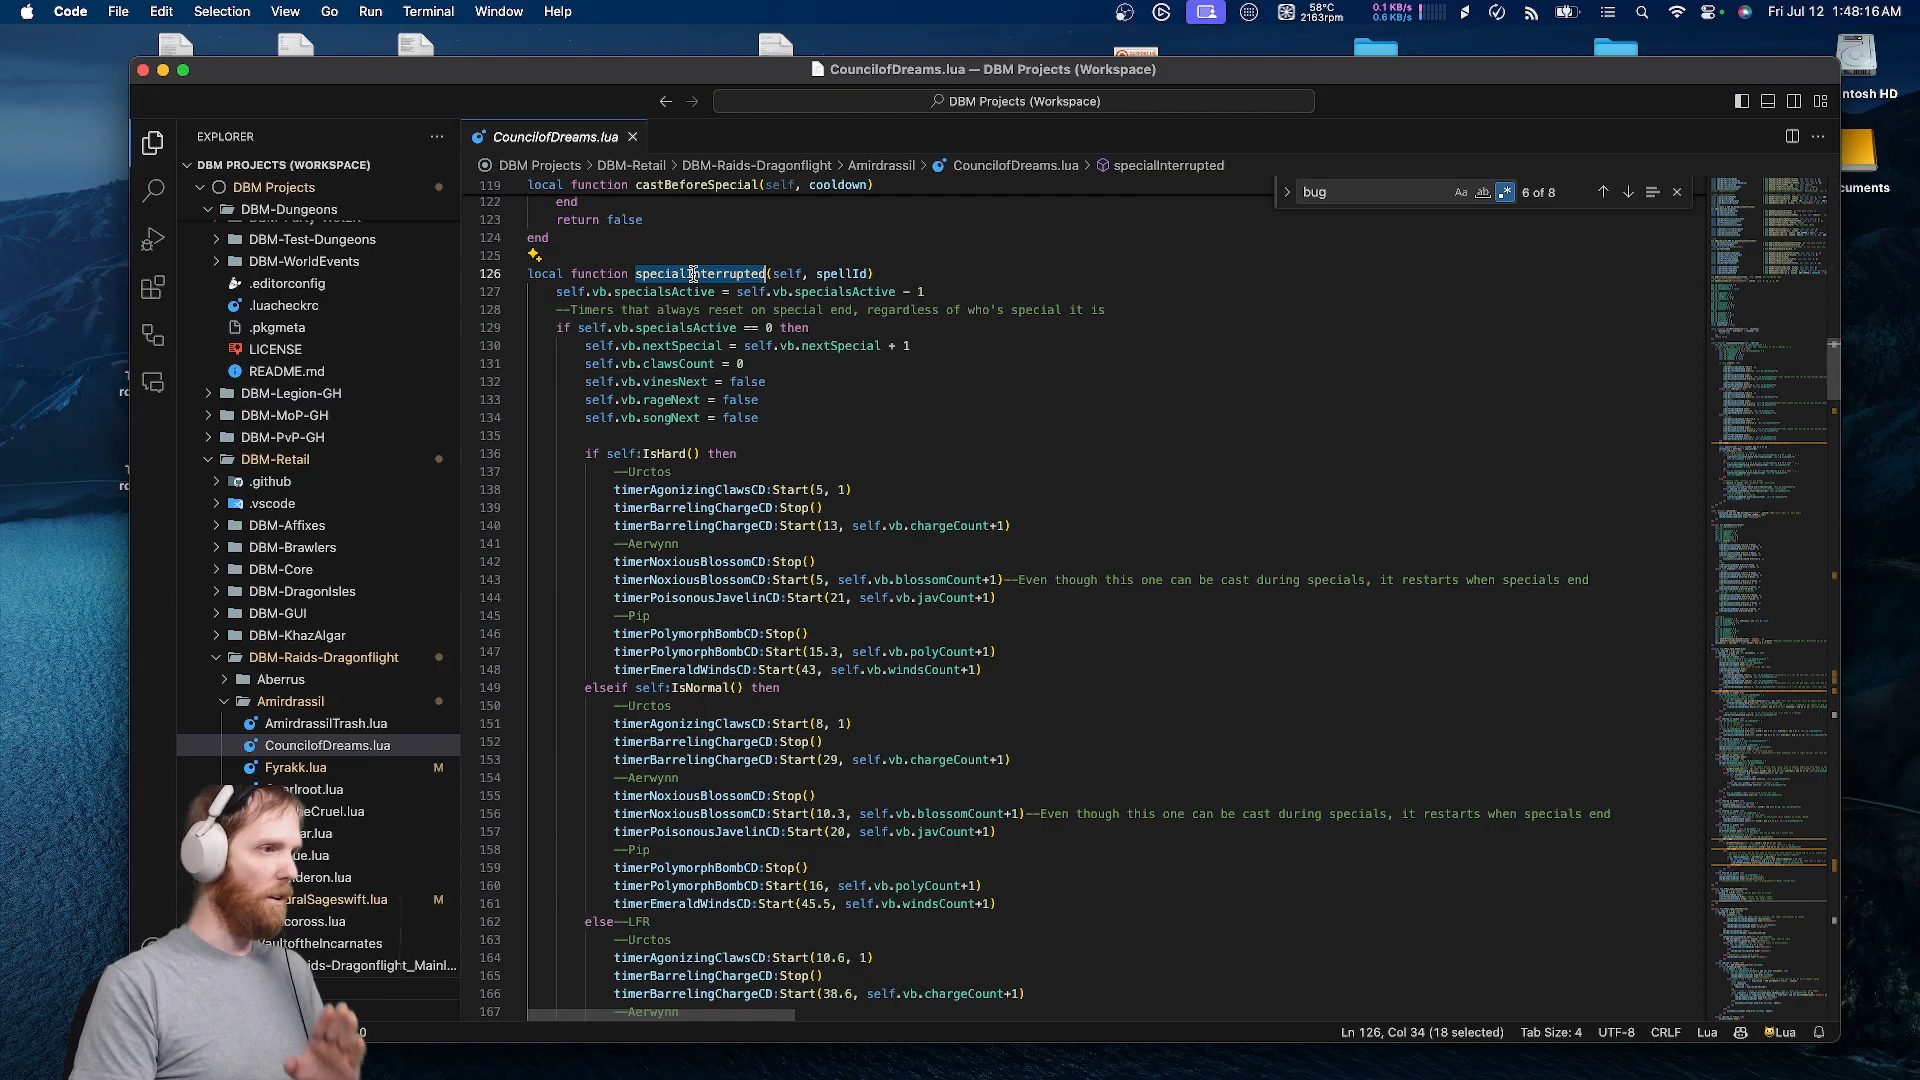 Code File Edit Selection View Go Run Terminal Window Help
58°C
2163rpm
0.1 KB/s
0.6 KB/s
Fri Jul 12 1:48:16 AM
CouncilofDreams.lua — DBM Projects (Workspace)
DBM Projects (Workspace)
ntosh HD
cuments
EXPLORER
DBM PROJECTS (WORKSPACE)
DBM Projects
DBM-Dungeons
DBM-Test-Dungeons
DBM-WorldEvents
.editorconfig
.luacheckrc
.pkgmeta
LICENSE
README.md
DBM-Legion-GH
DBM-MoP-GH
DBM-PvP-GH
DBM-Retail
.github
.vscode
DBM-Affixes
DBM-Brawlers
DBM-Core
DBM-DragonIsles
DBM-GUI
DBM-KhazAlgar
DBM-Raids-Dragonflight
Aberrus
Amirdrassil
AmirdrassilTrash.lua
CouncilofDreams.lua
Fyrakk.lua M
arlroot.lua
heCruel.lua
ar.lua
ue.lua
lderon.lua
dralSageswift.lua M
coross.lua
VaultoftheIncarnates
ids-Dragonflight_Mainl...
CouncilofDreams.lua
DBM Projects > DBM-Retail > DBM-Raids-Dragonflight > Amirdrassil > CouncilofDreams.lua > specialInterrupted
bug Aa ab .* 6 of 8
119 local function castBeforeSpecial(self, cooldown)
122 end
123 return false
124 end
125
126 local function specialInterrupted(self, spellId)
127 self.vb.specialsActive = self.vb.specialsActive - 1
128 --Timers that always reset on special end, regardless of who's special it is
129 if self.vb.specialsActive == 0 then
130 self.vb.nextSpecial = self.vb.nextSpecial + 1
131 self.vb.clawsCount = 0
132 self.vb.vinesNext = false
133 self.vb.rageNext = false
134 self.vb.songNext = false
135
136 if self:IsHard() then
137 --Urctos
138 timerAgonizingClawsCD:Start(5, 1)
139 timerBarrelingChargeCD:Stop()
140 timerBarrelingChargeCD:Start(13, self.vb.chargeCount+1)
141 --Aerwynn
142 timerNoxiousBlossomCD:Stop()
143 timerNoxiousBlossomCD:Start(5, self.vb.blossomCount+1)--Even though this one can be cast during specials, it restarts when specials end
144 timerPoisonousJavelinCD:Start(21, self.vb.javCount+1)
145 --Pip
146 timerPolymorphBombCD:Stop()
147 timerPolymorphBombCD:Start(15.3, self.vb.polyCount+1)
148 timerEmeraldWindsCD:Start(43, self.vb.windsCount+1)
149 elseif self:IsNormal() then
150 --Urctos
151 timerAgonizingClawsCD:Start(8, 1)
152 timerBarrelingChargeCD:Stop()
153 timerBarrelingChargeCD:Start(29, self.vb.chargeCount+1)
154 --Aerwynn
155 timerNoxiousBlossomCD:Stop()
156 timerNoxiousBlossomCD:Start(10.3, self.vb.blossomCount+1)--Even though this one can be cast during specials, it restarts when specials end
157 timerPoisonousJavelinCD:Start(20, self.vb.javCount+1)
158 --Pip
159 timerPolymorphBombCD:Stop()
160 timerPolymorphBombCD:Start(16, self.vb.polyCount+1)
161 timerEmeraldWindsCD:Start(45.5, self.vb.windsCount+1)
162 else--LFR
163 --Urctos
164 timerAgonizingClawsCD:Start(10.6, 1)
165 timerBarrelingChargeCD:Stop()
166 timerBarrelingChargeCD:Start(38.6, self.vb.chargeCount+1)
167 --Aerwynn
Ln 126, Col 34 (18 selected) Tab Size: 4 UTF-8 CRLF Lua Lua